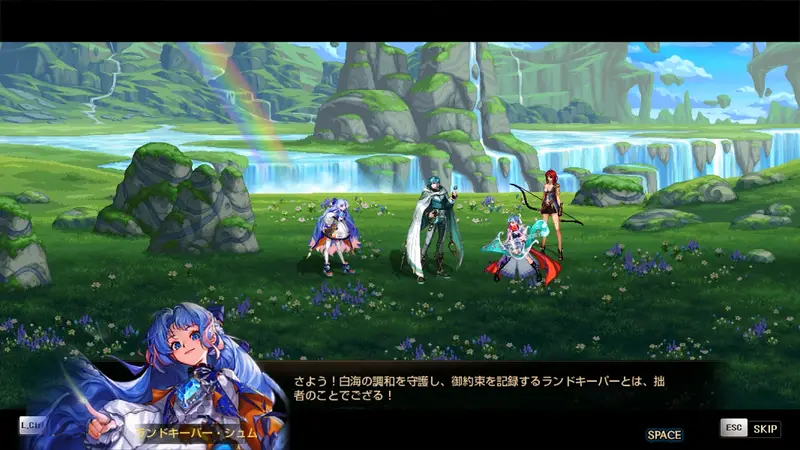 さよう！白海の調和を守護し、御約束を記録するランドキーパーとは、拙
者のことでござる！
ランドキーパー・シュム
SPACE
ESC SKIP